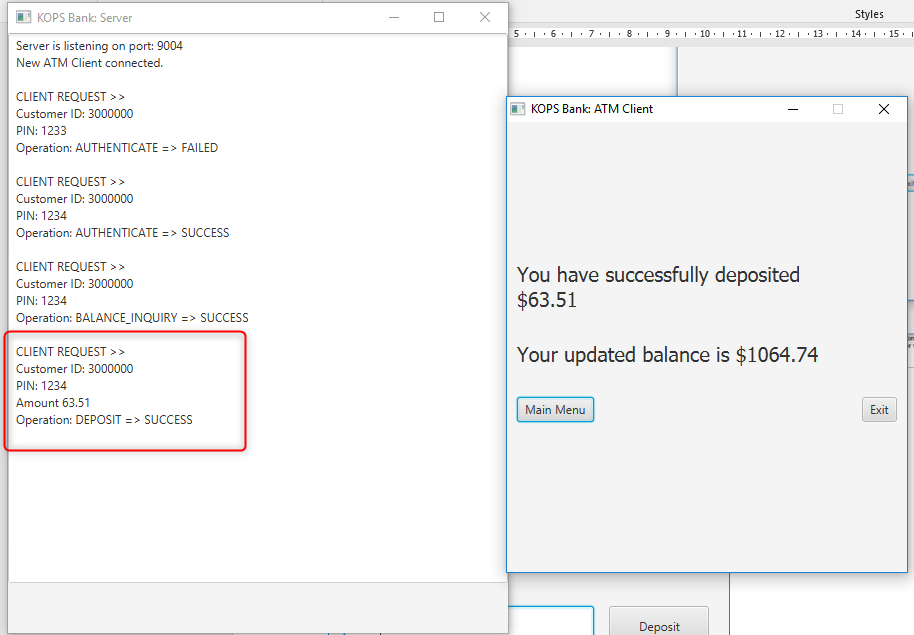 KOPS Bank: Server
Server is listening on port: 9004
New ATM Client connected.
CLIENT REQUEST >>
Customer ID: 3000000
PIN: 1233
Operation: AUTHENTICATE => FAILED
CLIENT REQUEST >>
Customer ID: 3000000
PIN: 1234
Operation: AUTHENTICATE => SUCCESS
CLIENT REQUEST >>
Customer ID: 3000000
PIN: 1234
Operation: BALANCE_INQUIRY => SUCCESS
CLIENT REQUEST >>
Customer ID: 3000000
PIN: 1234
Amount 63.51
Operation: DEPOSIT => SUCCESS
Styles
5 6 7 8 9 10 11 12 13 14 15
KOPS Bank: ATM Client
You have successfully deposited
$63.51
Your updated balance is $1064.74
Main Menu
Exit
Deposit